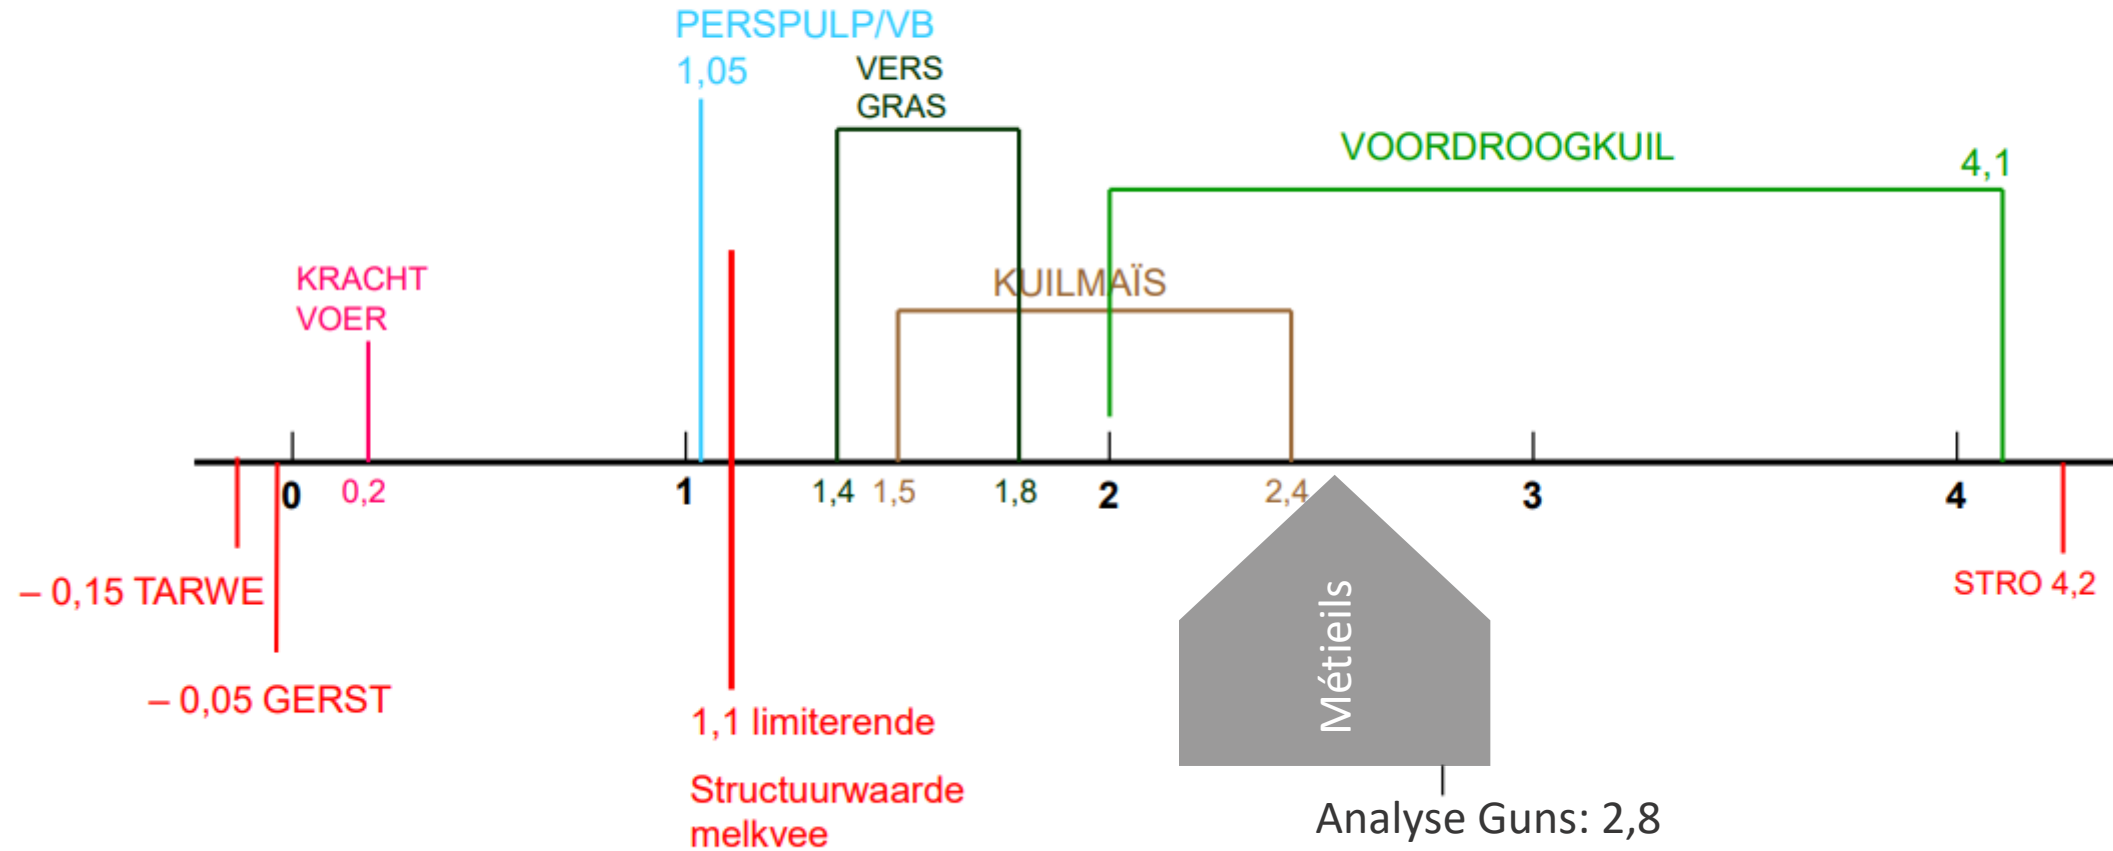 PERSPULP/VB
1,05
VERS
GRAS
VOORDROOGKUIL
4,1
KRACHT
VOER
KUILMAÏS
0
0,2
1
1,4
1,5
1,8
2
2,4
3
4
– 0,15 TARWE
STRO 4,2
Métieils
– 0,05 GERST
1,1 limiterende
Structuurwaarde
melkvee
Analyse Guns: 2,8